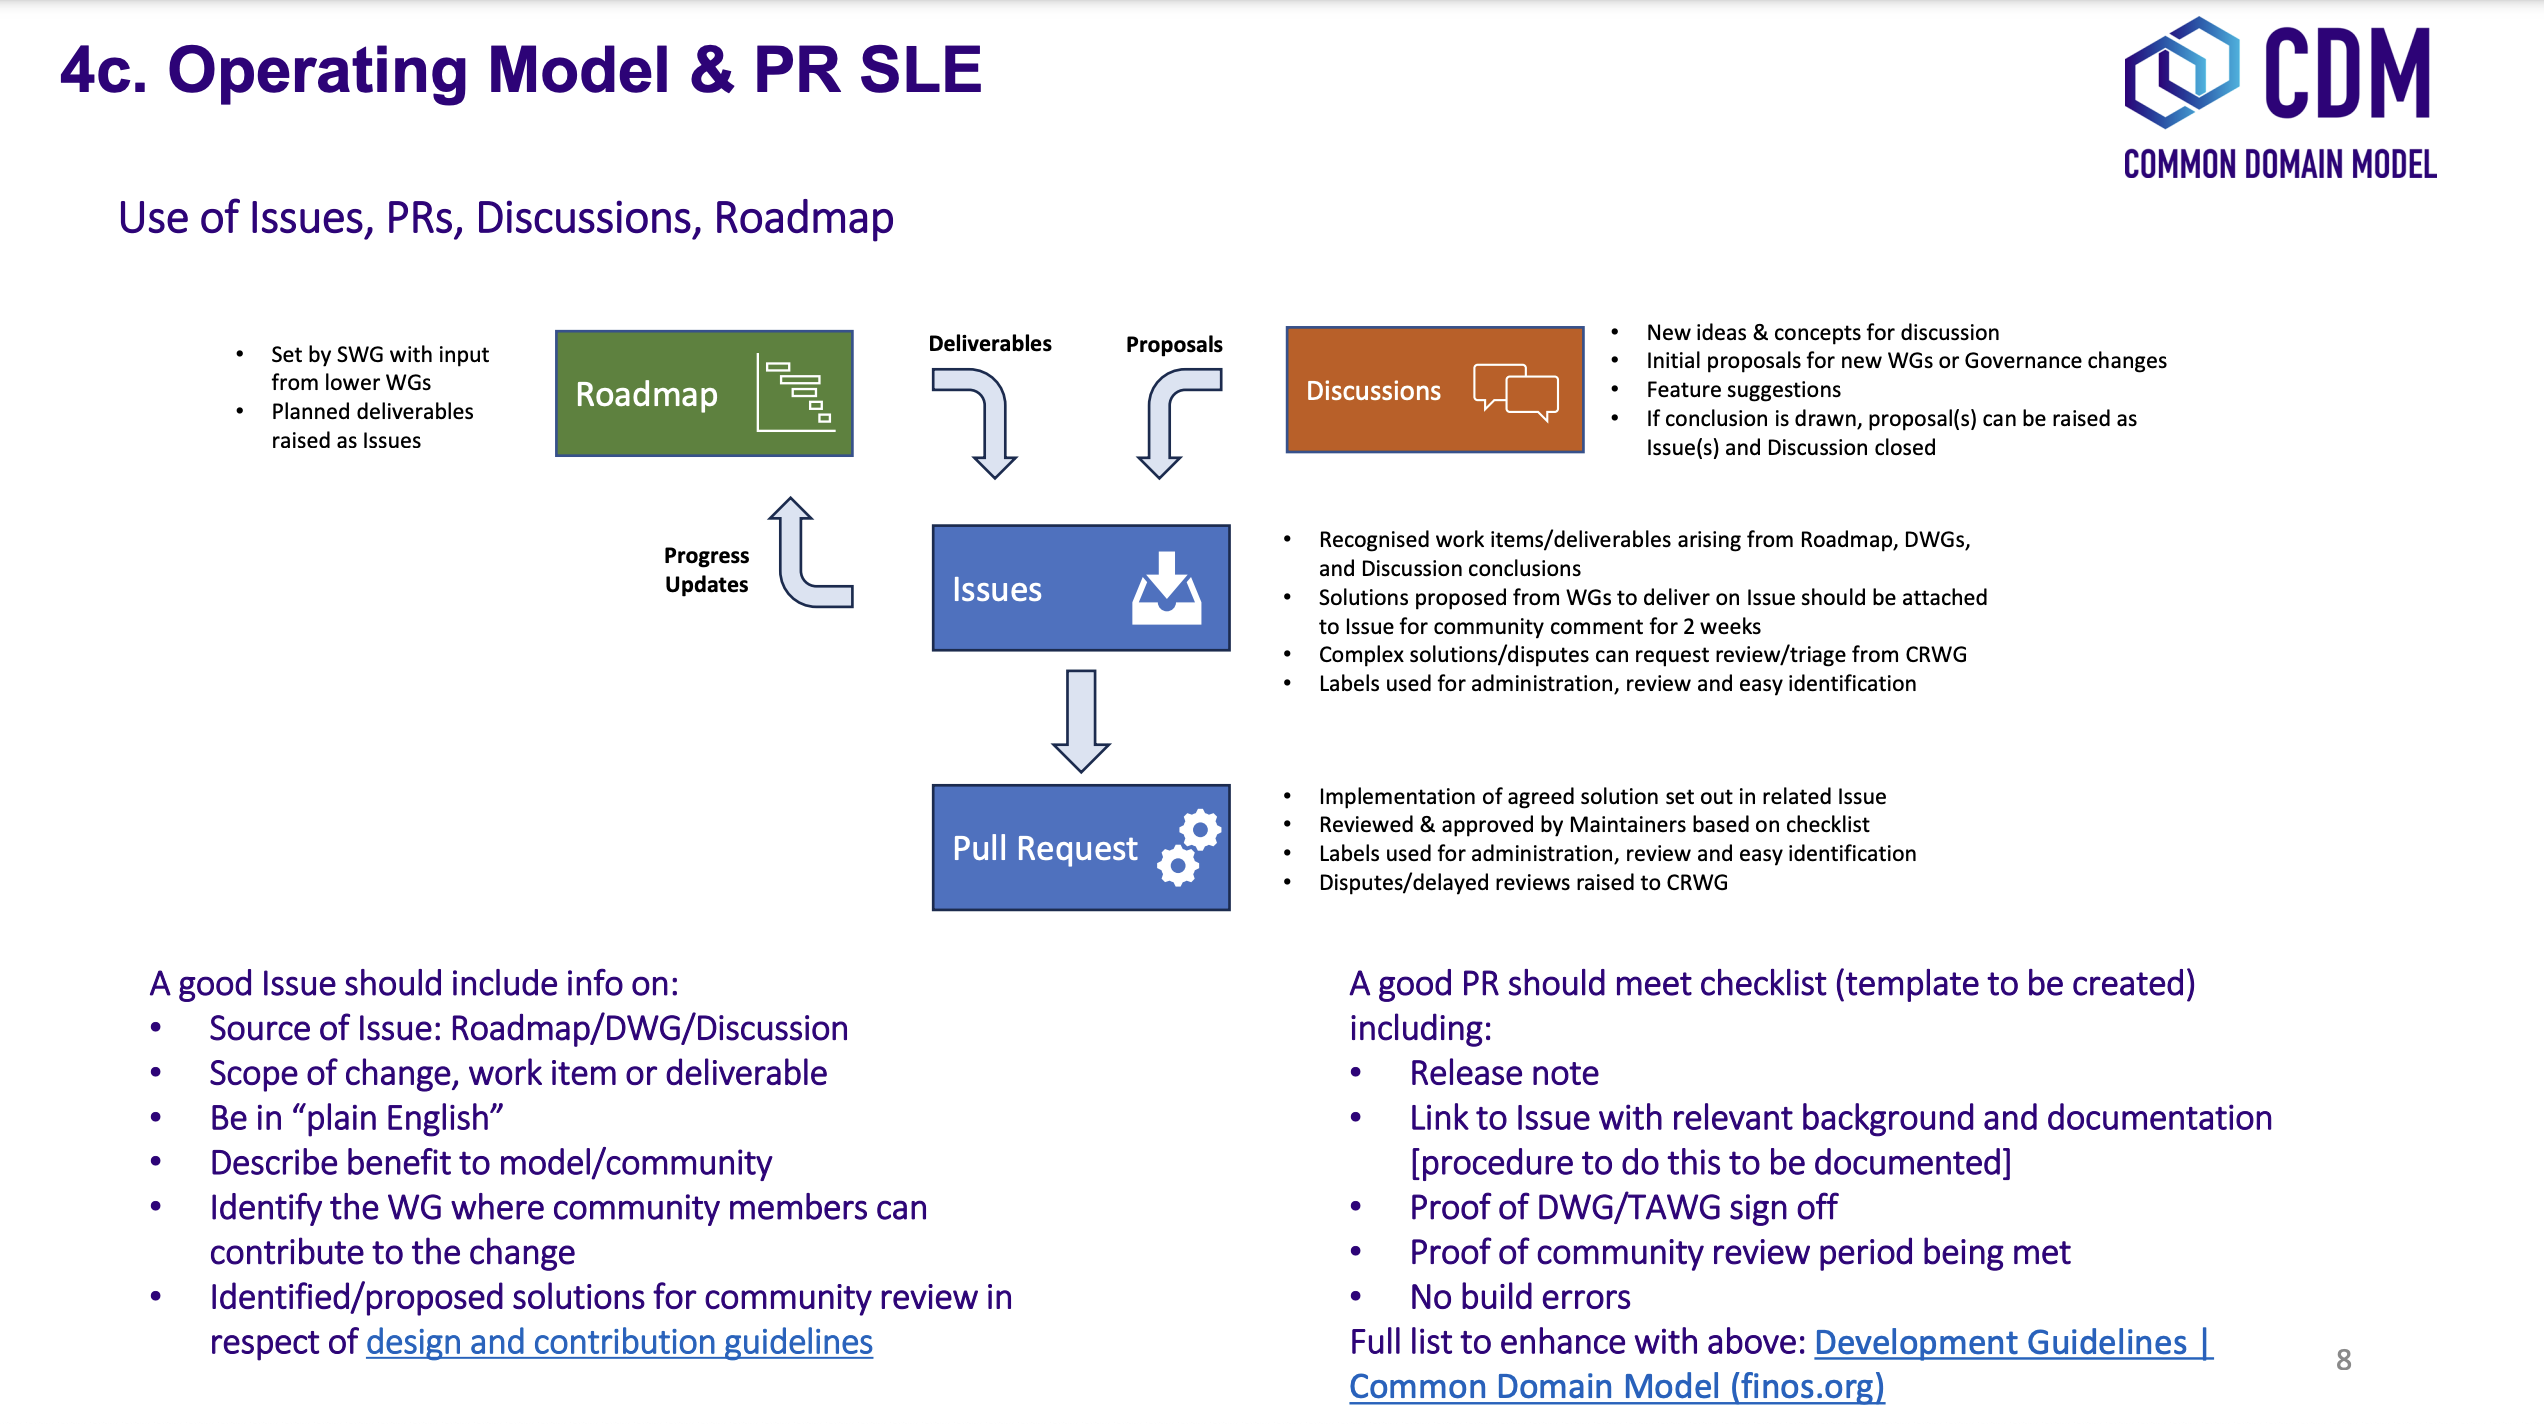 4c. Operating Model & PR SLE
CDM
COMMON DOMAIN MODEL
Use of Issues, PRs, Discussions, Roadmap
• Set by SWG with input
from lower WGs
• Planned deliverables
raised as Issues
Roadmap
Deliverables
Proposals
Discussions
• New ideas & concepts for discussion
• Initial proposals for new WGs or Governance changes
• Feature suggestions
• If conclusion is drawn, proposal(s) can be raised as
Issue(s) and Discussion closed
Progress
Updates
Issues
• Recognised work items/deliverables arising from Roadmap, DWGs,
and Discussion conclusions
• Solutions proposed from WGs to deliver on Issue should be attached
to Issue for community comment for 2 weeks
• Complex solutions/disputes can request review/triage from CRWG
• Labels used for administration, review and easy identification
Pull Request
• Implementation of agreed solution set out in related Issue
• Reviewed & approved by Maintainers based on checklist
• Labels used for administration, review and easy identification
• Disputes/delayed reviews raised to CRWG
A good Issue should include info on:
• Source of Issue: Roadmap/DWG/Discussion
• Scope of change, work item or deliverable
• Be in “plain English”
• Describe benefit to model/community
• Identify the WG where community members can
contribute to the change
• Identified/proposed solutions for community review in
respect of design and contribution guidelines
A good PR should meet checklist (template to be created)
including:
• Release note
• Link to Issue with relevant background and documentation
[procedure to do this to be documented]
• Proof of DWG/TAWG sign off
• Proof of community review period being met
• No build errors
Full list to enhance with above: Development Guidelines |
Common Domain Model (finos.org)
8